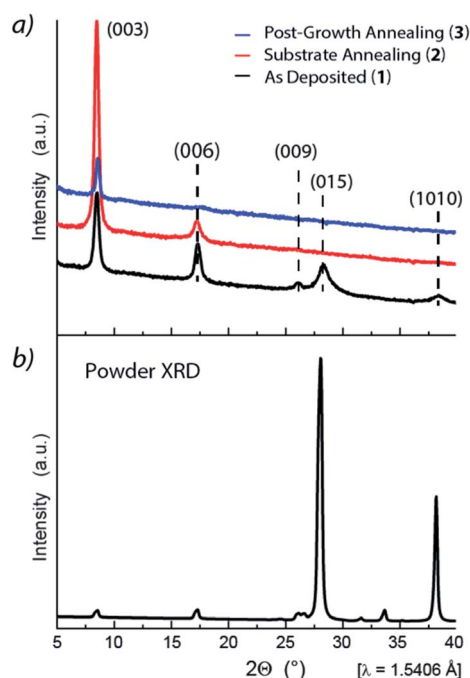 a)
(003)
Post-Growth Annealing (3)
Substrate Annealing (2)
As Deposited (1)
(006)
(009)
(015)
(1010)
Intensity (a.u.)
b)
Powder XRD
Intensity (a.u.)
5 10 15 20 25 30 35 40
2Θ (°)
[λ = 1.5406 Å]